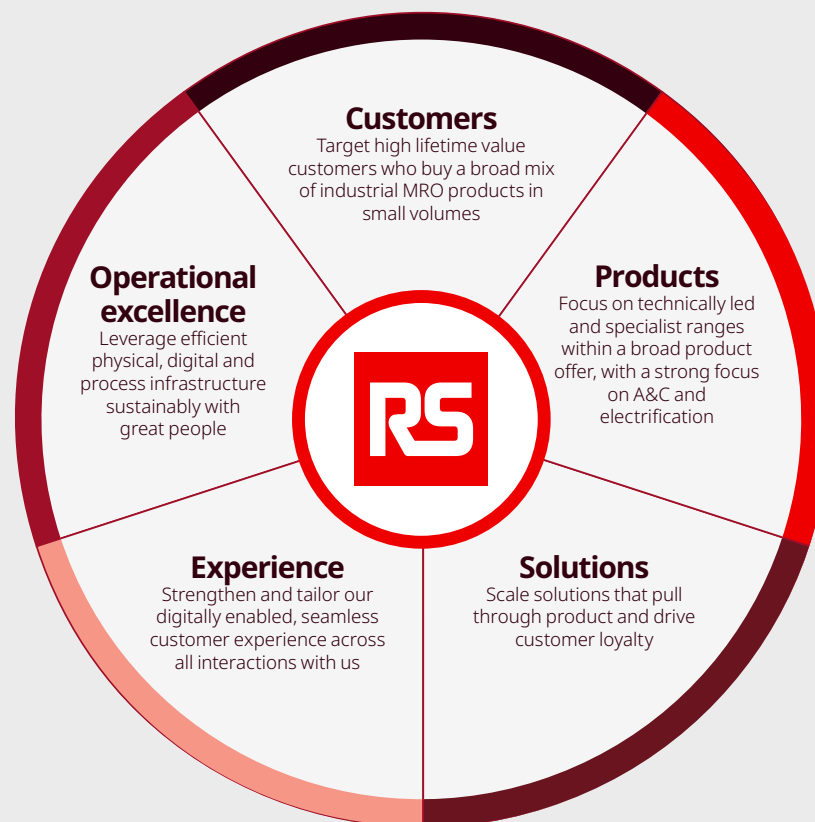 Customers
Target high lifetime value
customers who buy a broad mix
of industrial MRO products in
small volumes
Products
Focus on technically led
and specialist ranges
within a broad product
offer, with a strong focus
on A&C and
electrification
Solutions
Scale solutions that pull
through product and drive
customer loyalty
Experience
Strengthen and tailor our
digitally enabled, seamless
customer experience across
all interactions with us
Operational
excellence
Leverage efficient
physical, digital and
process infrastructure
sustainably with
great people
RS